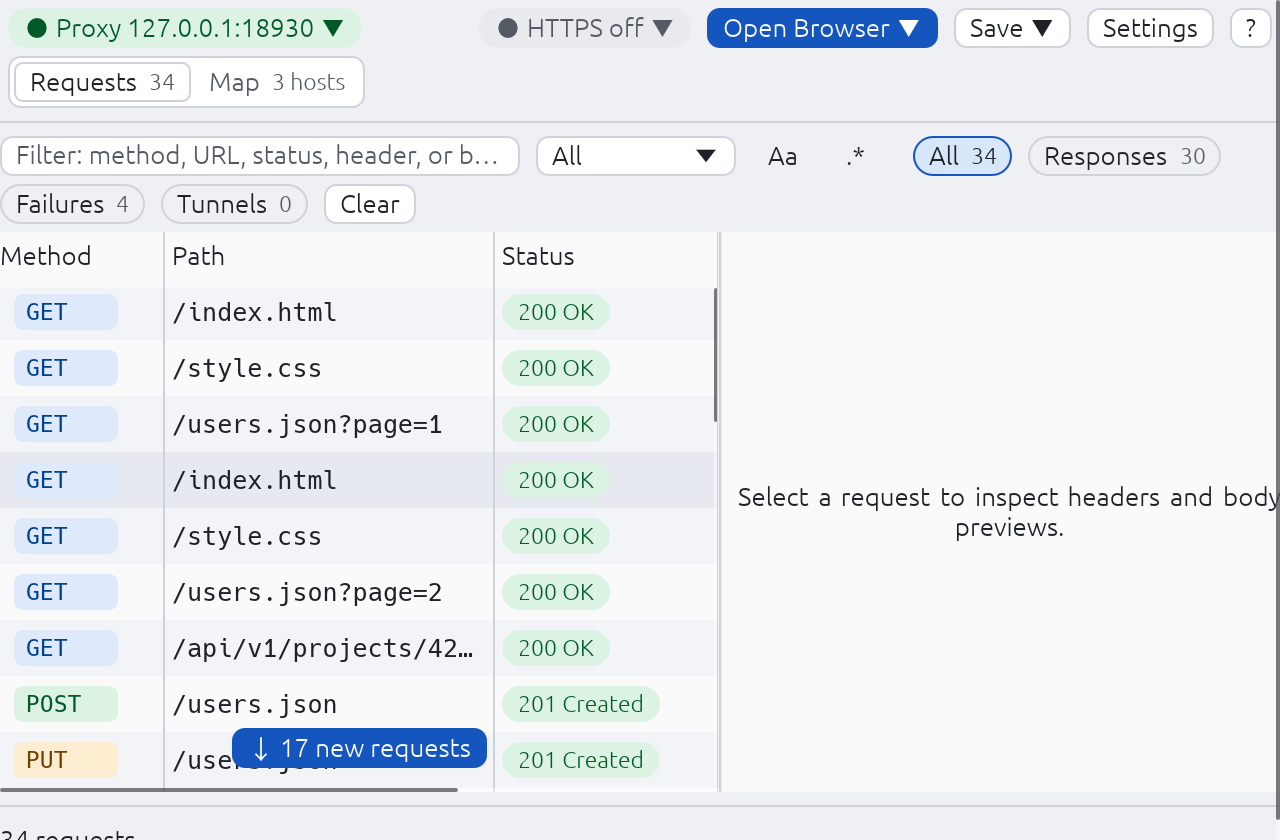 Proxy 127.0.0.1:18930 ▼ HTTPS off ▼ Open Browser ▼ Save ▼ Settings ?
Requests 34 Map 3 hosts
Filter: method, URL, status, header, or b… All ▼ Aa .* All 34 Responses 30
Failures 4 Tunnels 0 Clear
Method Path Status
GET /index.html 200 OK
GET /style.css 200 OK
GET /users.json?page=1 200 OK
GET /index.html 200 OK
Select a request to inspect headers and body
previews.
GET /style.css 200 OK
GET /users.json?page=2 200 OK
GET /api/v1/projects/42… 200 OK
POST /users.json 201 Created
↓ 17 new requests
PUT 201 Created
34 requests